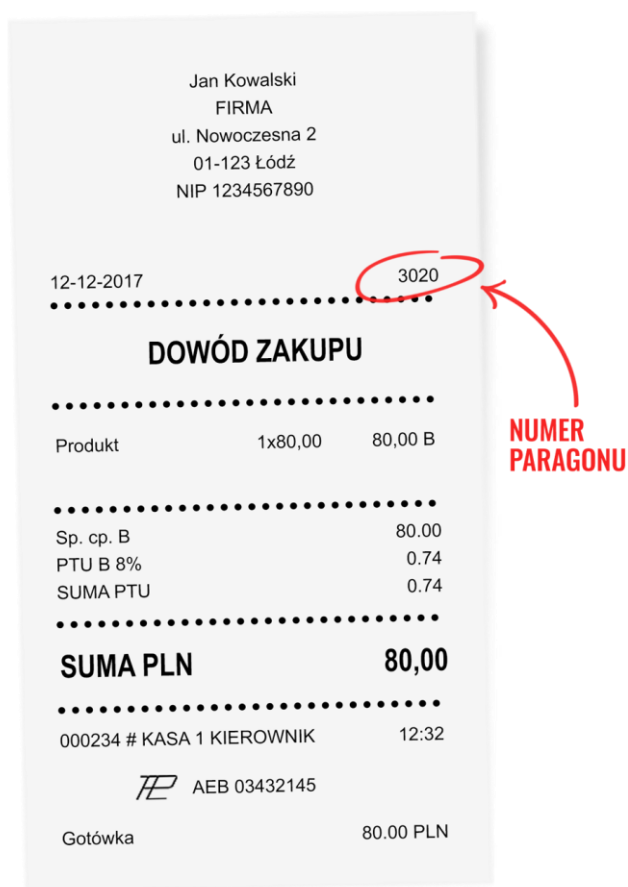 Jan Kowalski
FIRMA
ul. Nowoczesna 2
01-123 Łódź
NIP 1234567890
12-12-2017 3020
DOWÓD ZAKUPU
Produkt 1x80,00 80,00 B
Sp. cp. B 80.00
PTU B 8% 0.74
SUMA PTU 0.74
SUMA PLN 80,00
000234 # KASA 1 KIEROWNIK 12:32
AEB 03432145
Gotówka 80.00 PLN
NUMER
PARAGONU